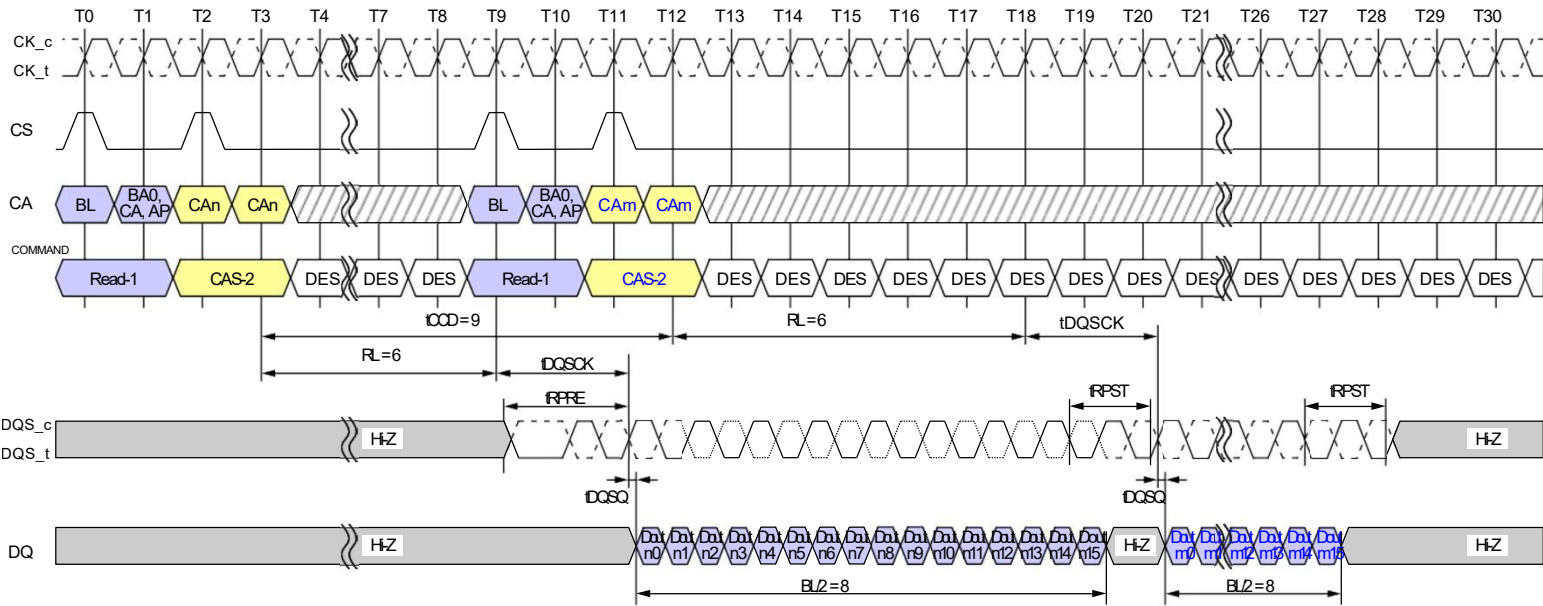 T0 T1 T2 T3 T4 T7 T8 T9 T10 T11 T12 T13 T14 T15 T16 T17 T18 T19 T20 T21 T26 T27 T28 T29 T30
CK_c
CK_t
CS
CA BL BA0, CA, AP CAn CAn BL BA0, CA, AP CAm CAm
COMMAND
Read-1 CAS-2 DES DES DES Read-1 CAS-2 DES DES DES DES DES DES DES DES DES DES DES DES DES DES
tCCD = 9 RL = 6 tDQSCK
RL = 6 tDQSCK
tRPRE tRPST tRPST
DQS_c
DQS_t
Hi-Z Hi-Z
tDQSQ tDQSQ
DQ Hi-Z Dout n0 Dout n1 Dout n2 Dout n3 Dout n4 Dout n5 Dout n6 Dout n7 Dout n8 Dout n9 Dout n10 Dout n11 Dout n12 Dout n13 Dout n14 Dout n15 Hi-Z Dout m0 Dout m1 Dout m12 Dout m13 Dout m14 Dout m15 Hi-Z
BL/2 = 8 BL/2 = 8